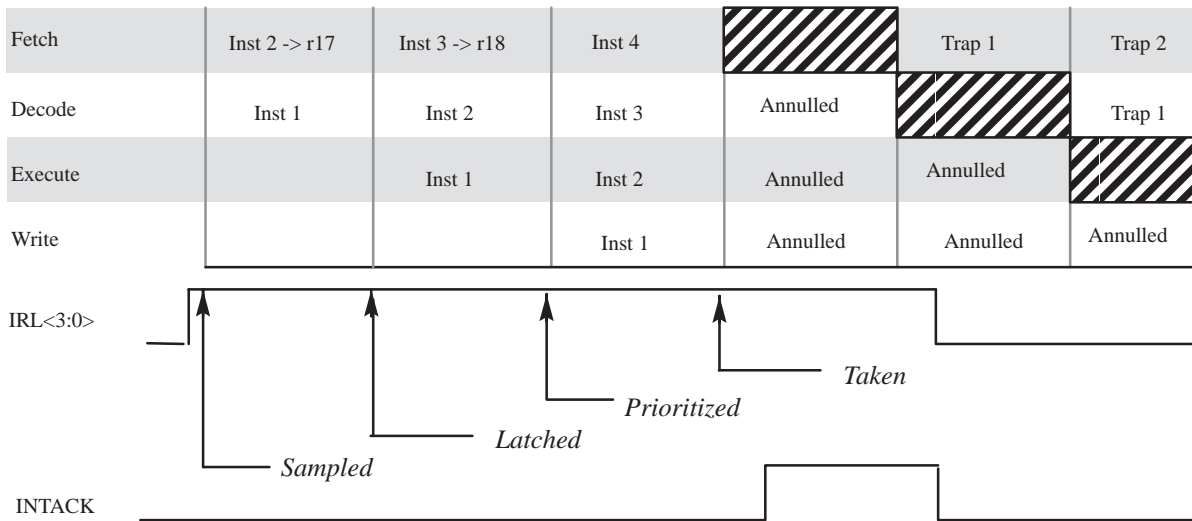 Fetch Inst 2 -> r17 Inst 3 -> r18 Inst 4 Trap 1 Trap 2
Decode Inst 1 Inst 2 Inst 3 Annulled Trap 1
Execute Inst 1 Inst 2 Annulled Annulled
Write Inst 1 Annulled Annulled Annulled
IRL<3:0>
Taken
Prioritized
Latched
Sampled
INTACK